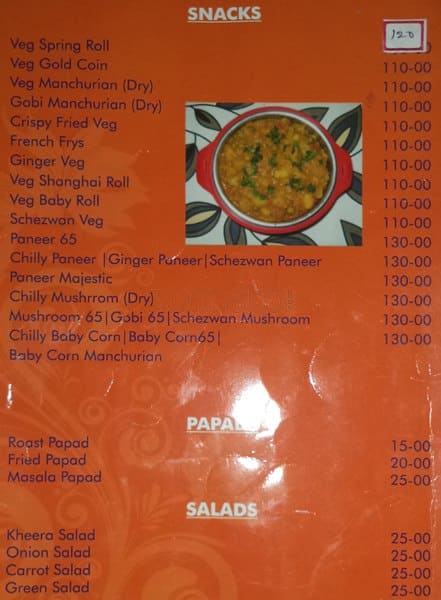 SNACKS
120
Veg Spring Roll
Veg Gold Coin 110-00
Veg Manchurian (Dry) 110-00
Gobi Manchurian (Dry) 110-00
Crispy Fried Veg 110-00
French Frys 110-00
Ginger Veg 110-00
Veg Shanghai Roll 110-00
Veg Baby Roll 110-00
Schezwan Veg 110-00
Paneer 65 130-00
Chilly Paneer |Ginger Paneer|Schezwan Paneer 130-00
Paneer Majestic 130-00
Chilly Mushrrom (Dry) 130-00
Mushroom 65|Gobi 65|Schezwan Mushroom 130-00
Chilly Baby Corn|Baby Corn65| 130-00
Baby Corn Manchurian
Roast Papad 15-00
Fried Papad 20-00
Masala Papad 25-00
SALADS
Kheera Salad 25-00
Onion Salad 25-00
Carrot Salad 25-00
Green Salad 25-00